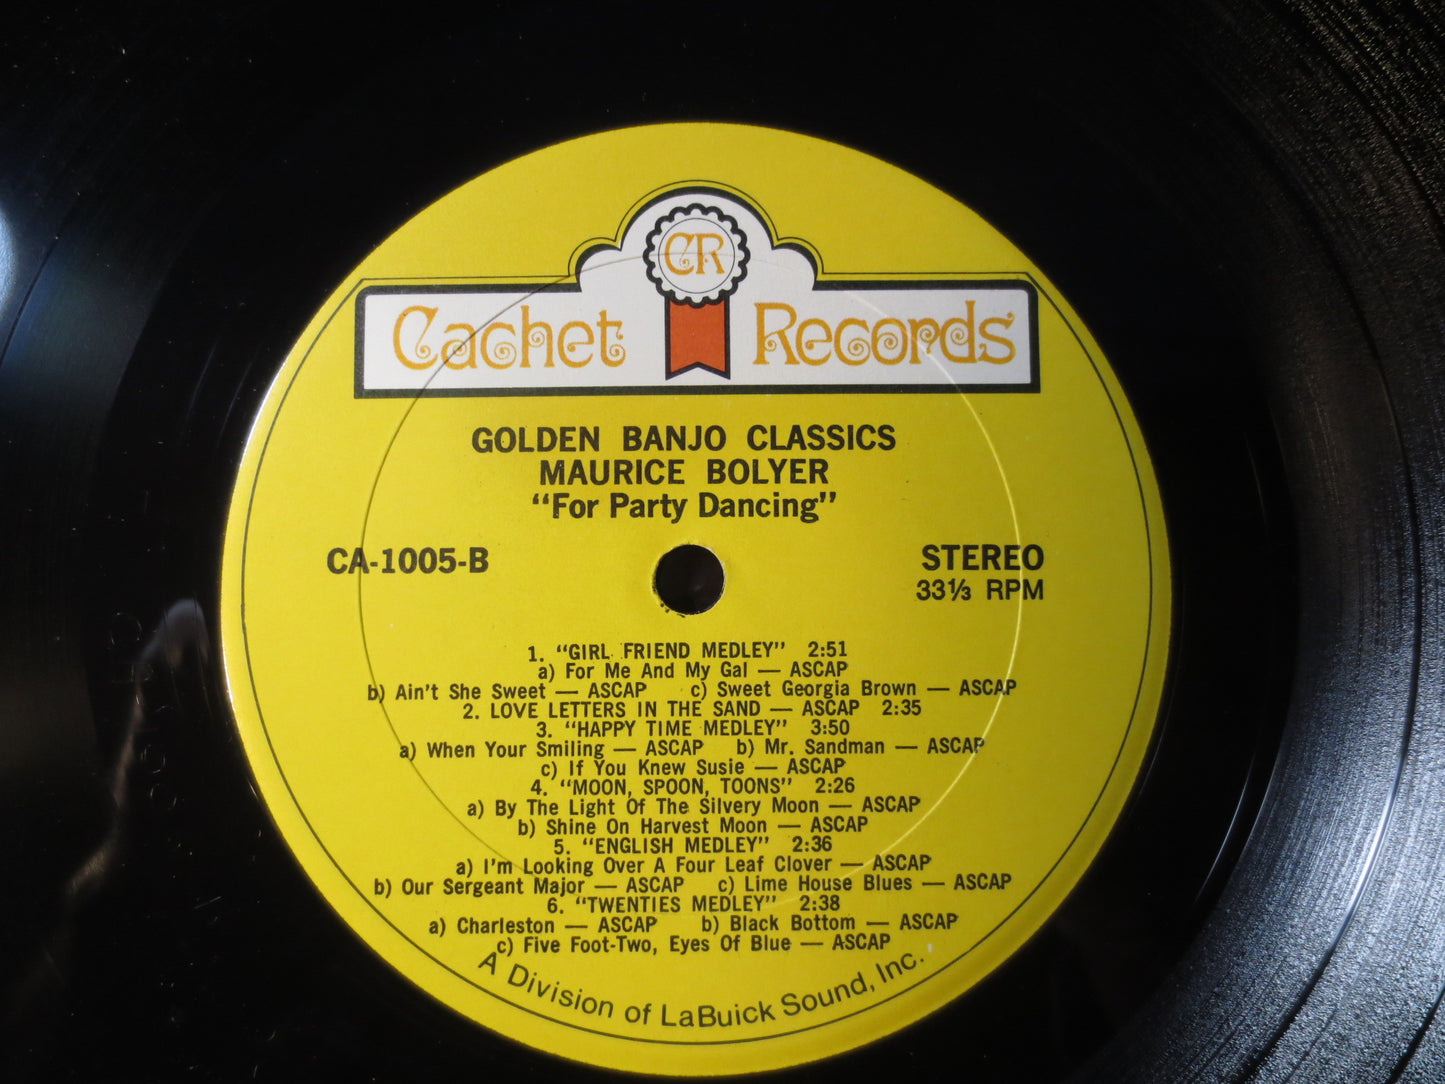 CR
Cachet Records
GOLDEN BANJO CLASSICS
MAURICE BOLYER
"For Party Dancing"
CA-1005-B
STEREO
33⅓ RPM
1. "GIRL FRIEND MEDLEY" 2:51
a) For Me And My Gal — ASCAP
b) Ain't She Sweet — ASCAP c) Sweet Georgia Brown — ASCAP
2. LOVE LETTERS IN THE SAND — ASCAP 2:35
3. "HAPPY TIME MEDLEY" 3:50
a) When Your Smiling — ASCAP b) Mr. Sandman — ASCAP
c) If You Knew Susie — ASCAP
4. "MOON, SPOON, TOONS" 2:26
a) By The Light Of The Silvery Moon — ASCAP
b) Shine On Harvest Moon — ASCAP
5. "ENGLISH MEDLEY" 2:36
a) I'm Looking Over A Four Leaf Clover — ASCAP
b) Our Sergeant Major — ASCAP c) Lime House Blues — ASCAP
6. "TWENTIES MEDLEY" 2:38
a) Charleston — ASCAP b) Black Bottom — ASCAP
c) Five Foot-Two, Eyes Of Blue — ASCAP
A Division of LaBuick Sound, Inc.